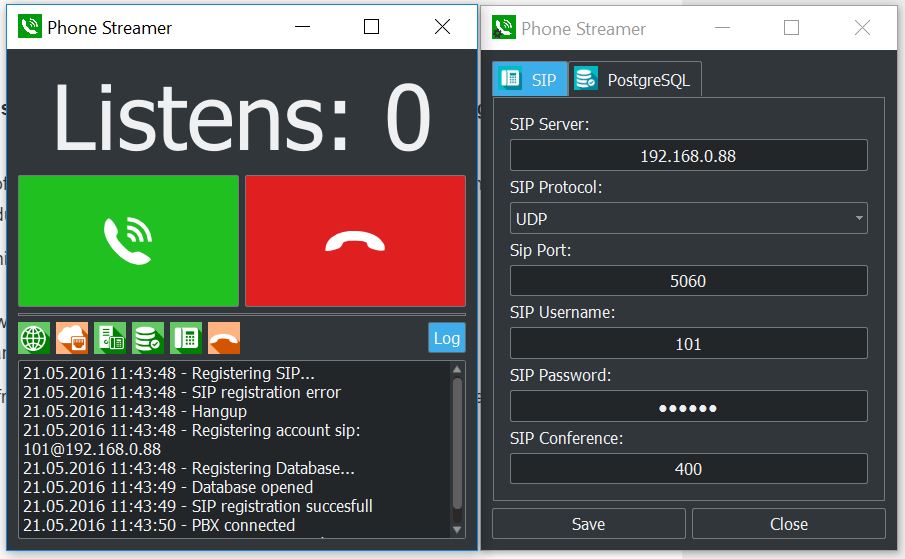 Phone Streamer
Listens: 0
Log
21.05.2016 11:43:48 - Registering SIP...
21.05.2016 11:43:48 - SIP registration error
21.05.2016 11:43:48 - Hangup
21.05.2016 11:43:48 - Registering account sip:
101@192.168.0.88
21.05.2016 11:43:48 - Registering Database...
21.05.2016 11:43:49 - Database opened
21.05.2016 11:43:49 - SIP registration succesfull
21.05.2016 11:43:50 - PBX connected
Phone Streamer
SIP
PostgreSQL
SIP Server:
192.168.0.88
SIP Protocol:
UDP
Sip Port:
5060
SIP Username:
101
SIP Password:
●●●●●●
SIP Conference:
400
Save
Close